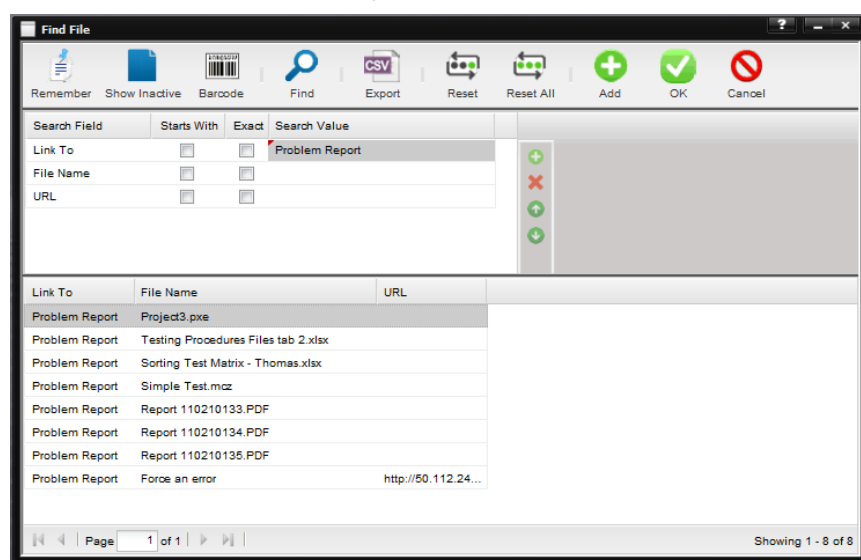 Find File
?
Remember Show Inactive Barcode Find CSV Export Reset Reset All Add OK Cancel
Search Field Starts With Exact Search Value
Link To Problem Report
File Name
URL
Link To File Name URL
Problem Report Project3.pxe
Problem Report Testing Procedures Files tab 2.xlsx
Problem Report Sorting Test Matrix - Thomas.xlsx
Problem Report Simple Test.mcz
Problem Report Report 110210133.PDF
Problem Report Report 110210134.PDF
Problem Report Report 110210135.PDF
Problem Report Force an error http://50.112.24...
Page 1 of 1 Showing 1 - 8 of 8